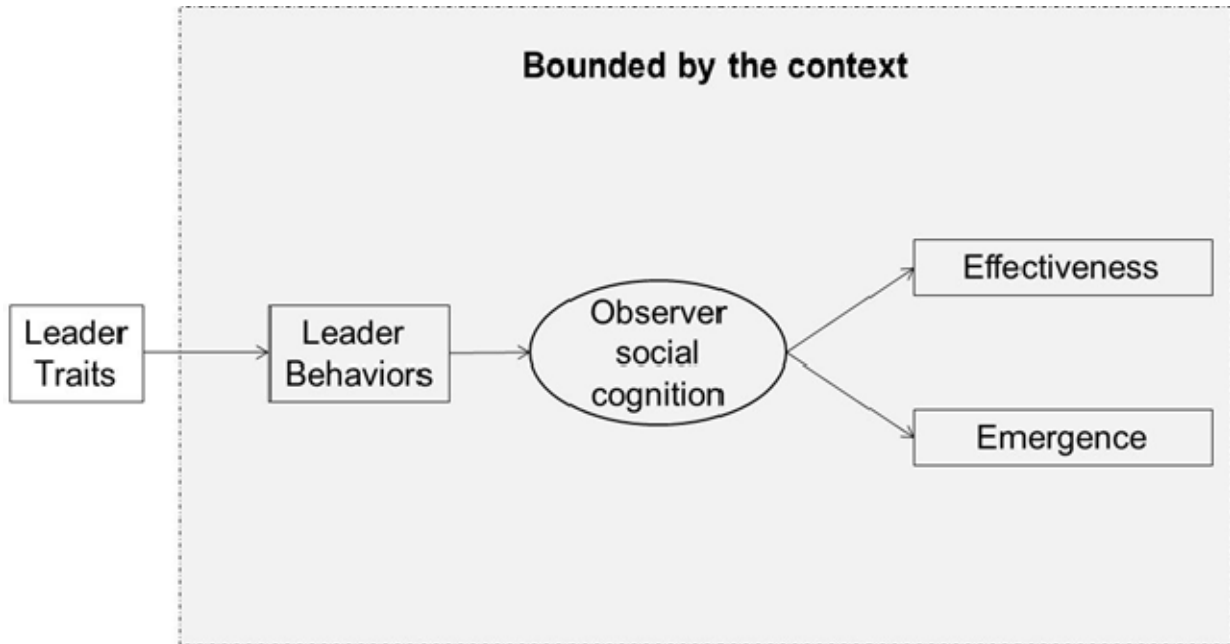 Bounded by the context
Leader
Traits
Leader
Behaviors
Observer
social
cognition
Effectiveness
Emergence